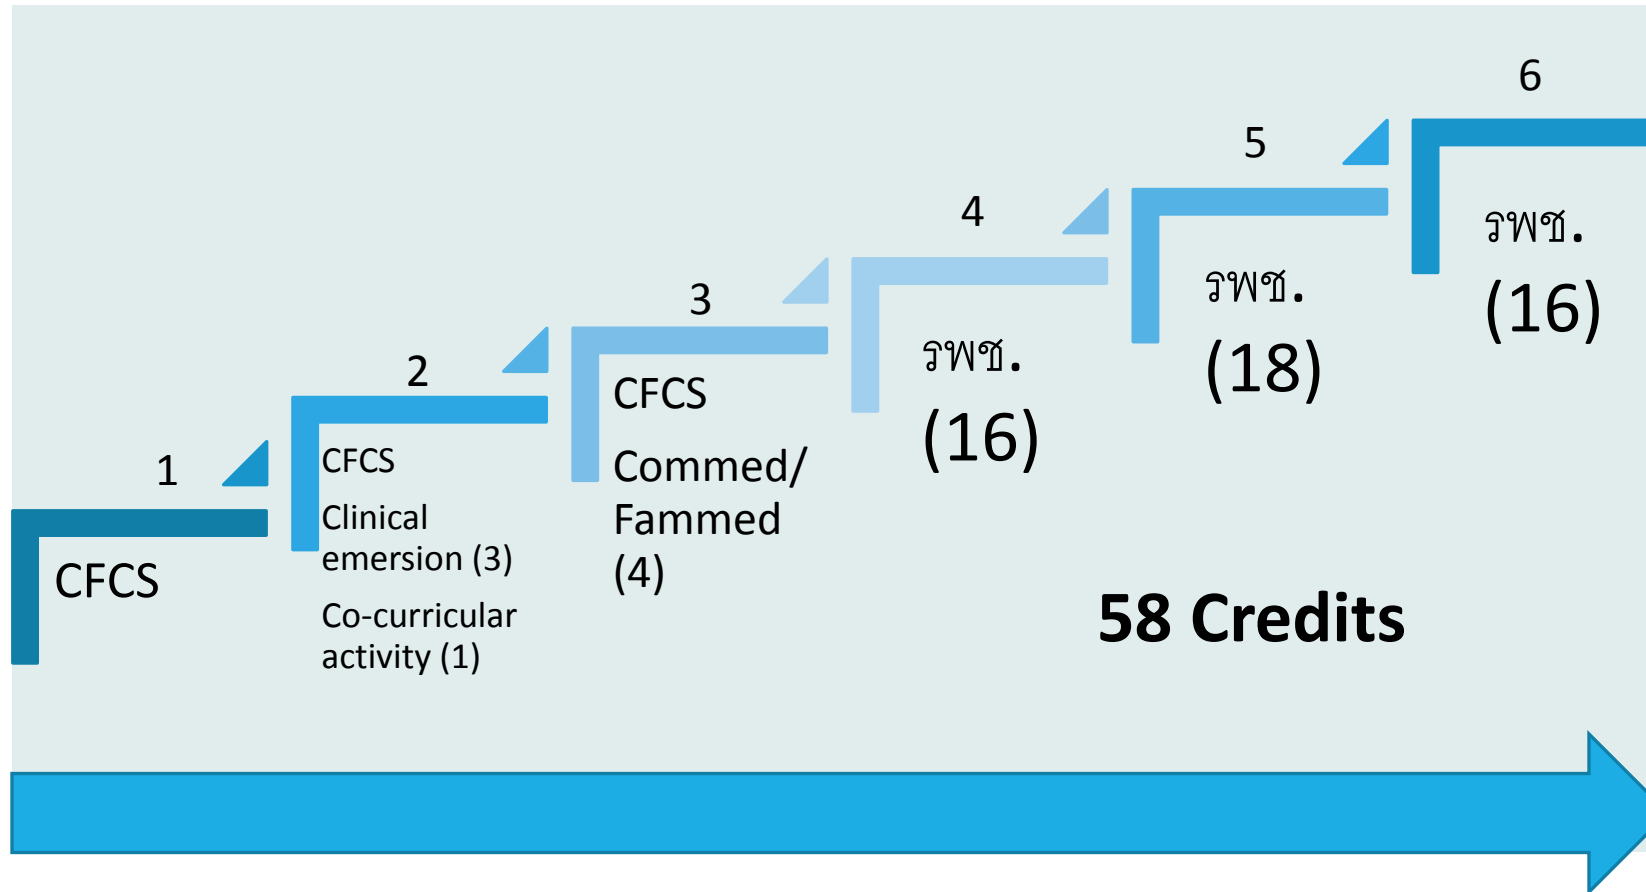 1
CFCS
2
CFCS
Clinical
emersion (3)
Co-curricular
activity (1)
3
CFCS
Commed/
Fammed
(4)
4
รพช.
(16)
5
รพช.
(18)
6
รพช.
(16)
58 Credits